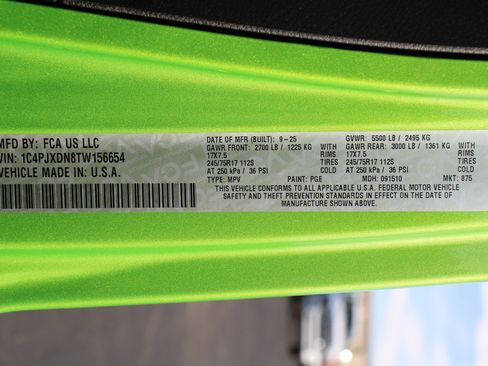 MFD BY: FCA US LLC
VIN: 1C4PJXDN8TW156654
VEHICLE MADE IN: U.S.A.
DATE OF MFR (BUILT): 9-25 GVWR: 5500 LB / 2495 KG
GAWR FRONT: 2700 LB / 1225 KG WITH GAWR REAR: 3000 LB / 1361 KG WITH
17X7.5 RIMS 17X7.5 RIMS
245/75R17 112S TIRES 245/75R17 112S TIRES
AT 250 kPa / 36 PSI COLD AT 250 kPa / 36 PSI COLD
TYPE: MPV PAINT: PGE MDH: 091510 MKT: 875
THIS VEHICLE CONFORMS TO ALL APPLICABLE U.S.A. FEDERAL MOTOR VEHICLE
SAFETY AND THEFT PREVENTION STANDARDS IN EFFECT ON THE DATE OF
MANUFACTURE SHOWN ABOVE.